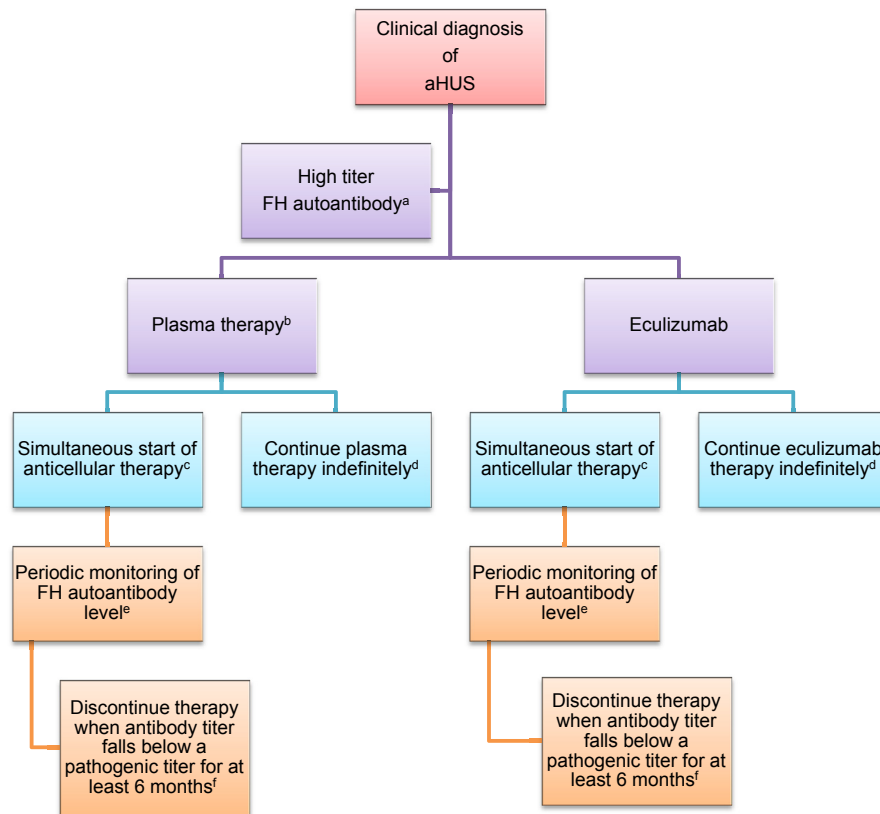 Clinical diagnosis
of
aHUS
High titer
FH autoantibodyᵃ
Plasma therapyᵇ
Eculizumab
Simultaneous start of
anticellular therapyᶜ
Continue plasma
therapy indefinitelyᵈ
Simultaneous start of
anticellular therapyᶜ
Continue eculizumab
therapy indefinitelyᵈ
Periodic monitoring of
FH autoantibody
levelᵉ
Periodic monitoring of
FH autoantibody
levelᵉ
Discontinue therapy
when antibody titer
falls below a
pathogenic titer for at
least 6 monthsᶠ
Discontinue therapy
when antibody titer
falls below a
pathogenic titer for at
least 6 monthsᶠ